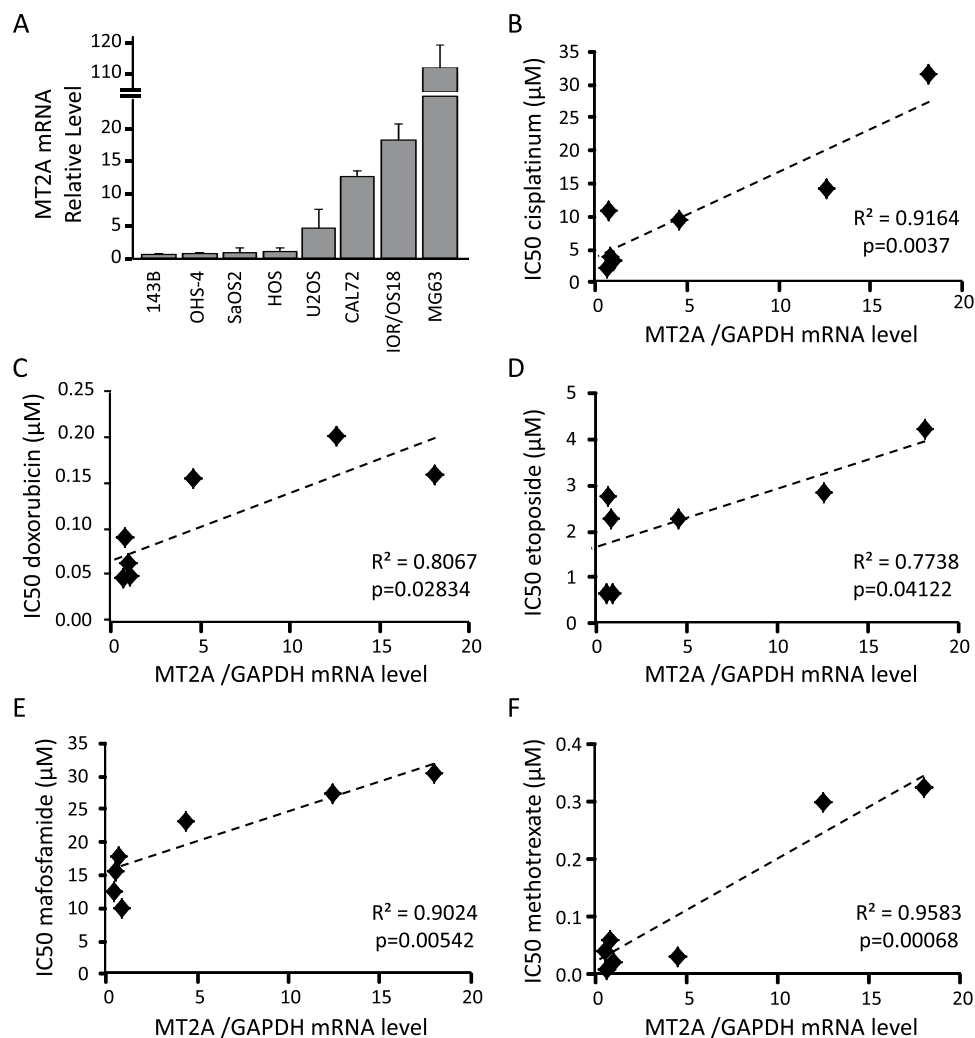 A
MT2A mRNA
Relative Level
120
110
20
15
10
5
0
143B
OHS-4
SaOS2
HOS
U2OS
CAL72
IOR/OS18
MG63
B
IC50 cisplatinum (µM)
35
30
25
20
15
10
5
0
R² = 0.9164
p=0.0037
0
5
10
15
20
MT2A /GAPDH mRNA level
C
IC50 doxorubicin (µM)
0.25
0.20
0.15
0.10
0.05
0.00
R² = 0.8067
p=0.02834
0
5
10
15
20
MT2A /GAPDH mRNA level
D
IC50 etoposide (µM)
5
4
3
2
1
0
R² = 0.7738
p=0.04122
0
5
10
15
20
MT2A /GAPDH mRNA level
E
IC50 mafosfamide (µM)
35
30
25
20
15
10
5
0
R² = 0.9024
p=0.00542
0
5
10
15
20
MT2A /GAPDH mRNA level
F
IC50 methotrexate (µM)
0.4
0.3
0.2
0.1
0.0
R² = 0.9583
p=0.00068
0
5
10
15
20
MT2A /GAPDH mRNA level